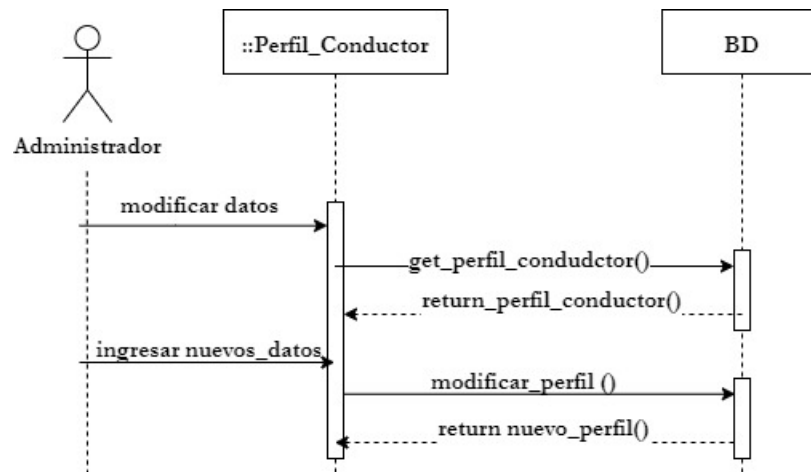 ::Perfil_Conductor
BD
Administrador
modificar datos
get_perfil_condudctor()
return_perfil_conductor()
ingresar nuevos_datos
modificar_perfil ()
return nuevo_perfil()